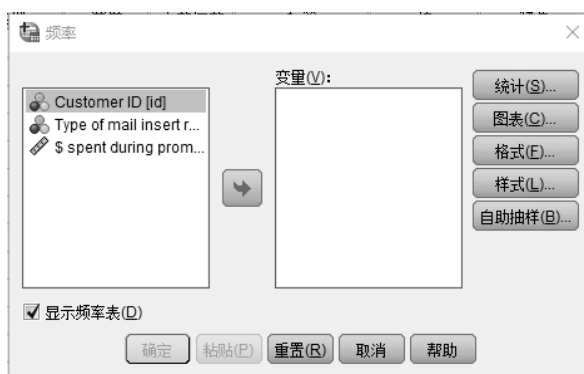 频率
变量(V):
Customer ID [id]
Type of mail insert r...
$ spent during prom...
统计(S)...
图表(C)...
格式(F)...
样式(L)...
自助抽样(B)...
显示频率表(D)
确定 粘贴(P) 重置(R) 取消 帮助